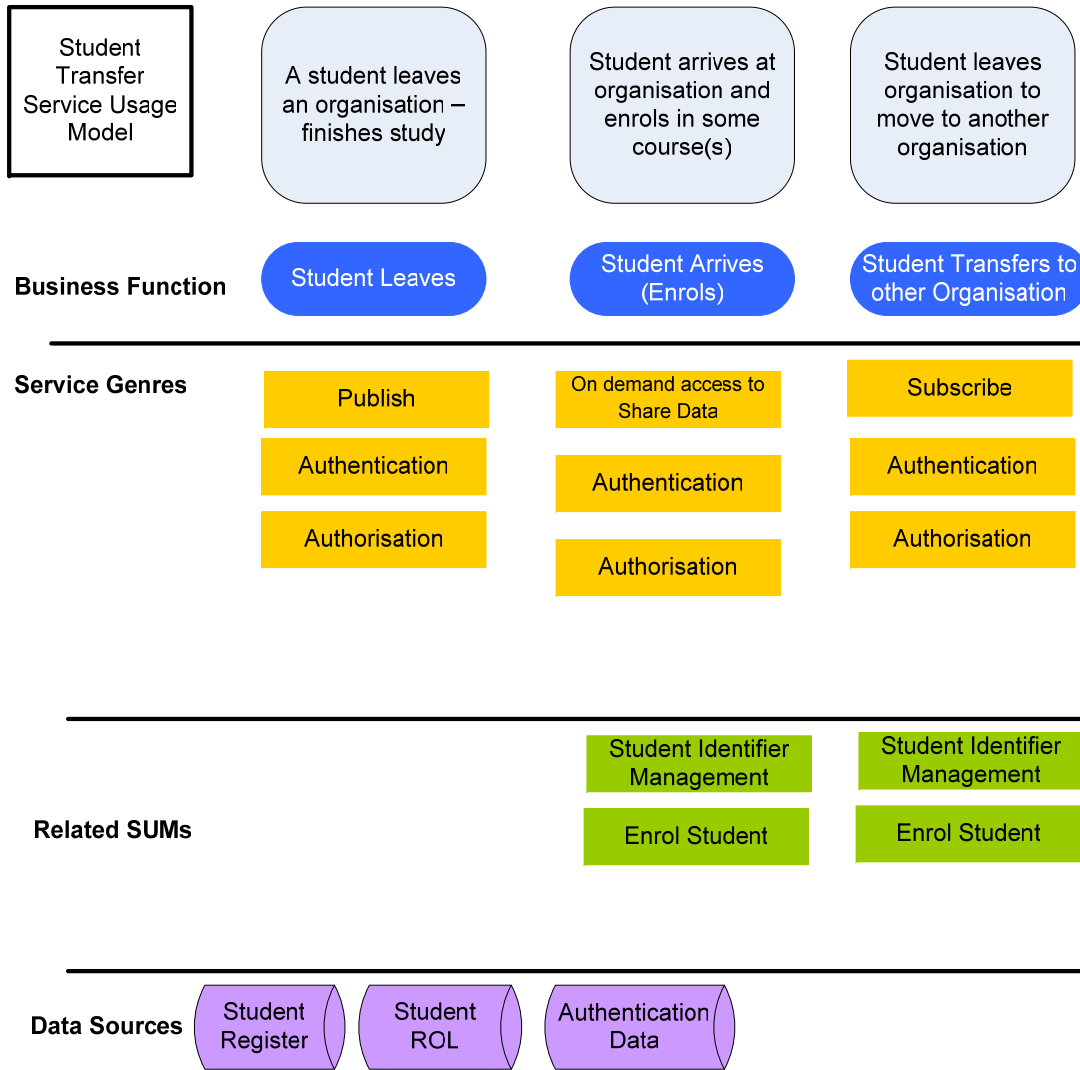 Student
Transfer
Service Usage
Model
A student leaves
an organisation –
finishes study
Student arrives at
organisation and
enrols in some
course(s)
Student leaves
organisation to
move to another
organisation
Business Function
Student Leaves
Student Arrives
(Enrols)
Student Transfers to
other Organisation
Service Genres
Publish
On demand access to
Share Data
Subscribe
Authentication
Authentication
Authentication
Authorisation
Authorisation
Authorisation
Related SUMs
Student Identifier
Management
Student Identifier
Management
Enrol Student
Enrol Student
Data Sources
Student
Register
Student
ROL
Authentication
Data